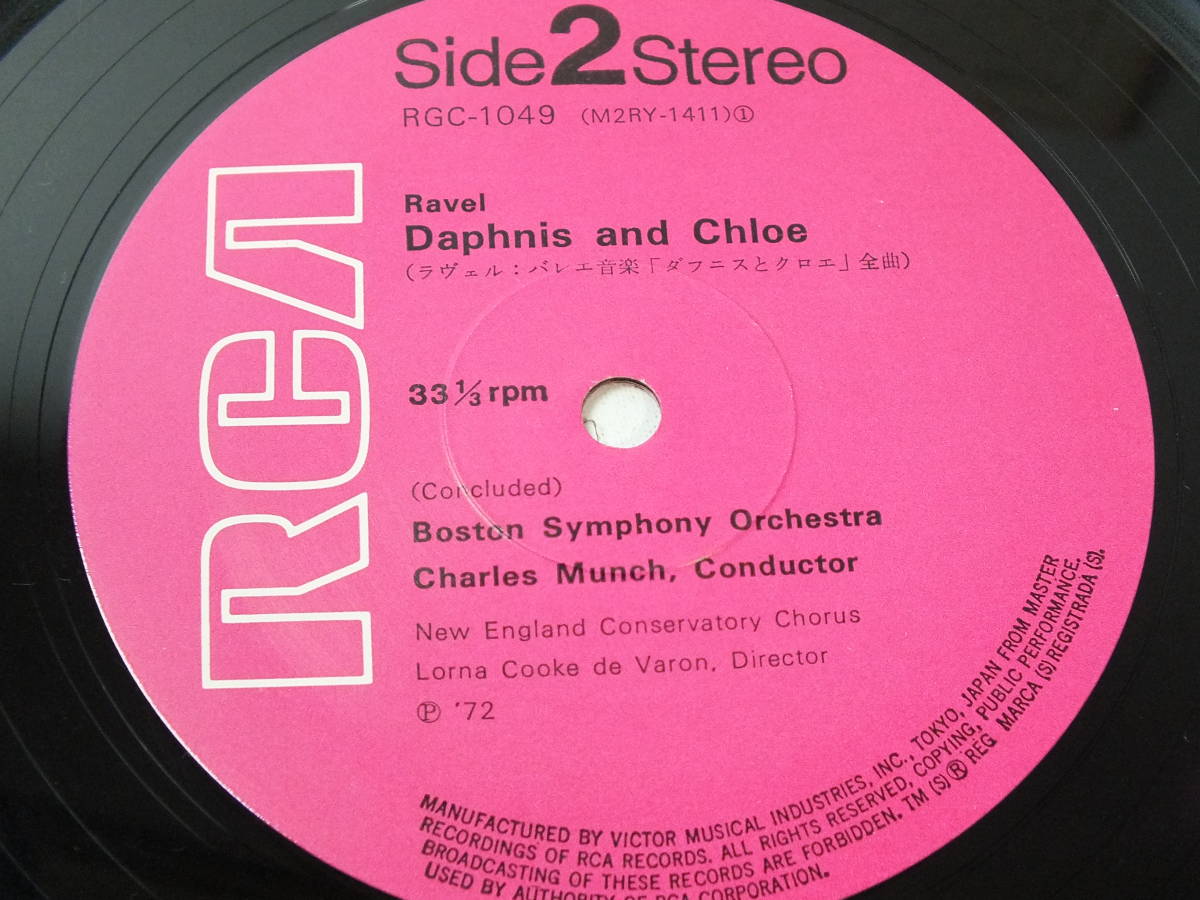 Side 2 Stereo
RGC-1049 (M2RY-1411)①
RCA
Ravel
Daphnis and Chloe
(ラヴェル:バレエ音楽「ダフニスとクロエ」全曲)
33 1/3 rpm
(Concluded)
Boston Symphony Orchestra
Charles Munch, Conductor
New England Conservatory Chorus
Lorna Cooke de Varon, Director
Ⓟ '72
MANUFACTURED BY VICTOR MUSICAL INDUSTRIES, INC., TOKYO, JAPAN FROM MASTER
RECORDINGS OF RCA RECORDS. ALL RIGHTS RESERVED, COPYING, PUBLIC PERFORMANCE,
BROADCASTING OF THESE RECORDS ARE FORBIDDEN. TM (S) ® REG MARCA (S) REGISTRADA (S).
USED BY AUTHORITY OF RCA CORPORATION.